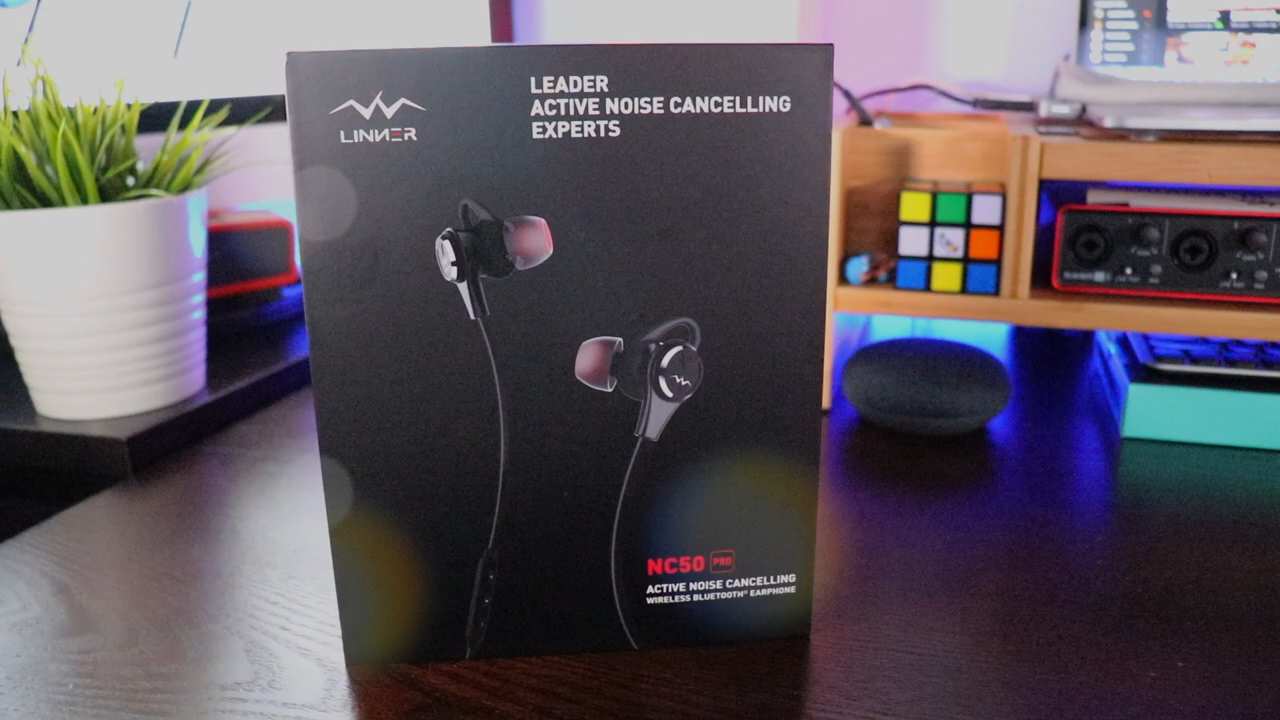 LINNER
LEADER
ACTIVE NOISE CANCELLING
EXPERTS
NC50 PRO
ACTIVE NOISE CANCELLING
WIRELESS BLUETOOTH® EARPHONE